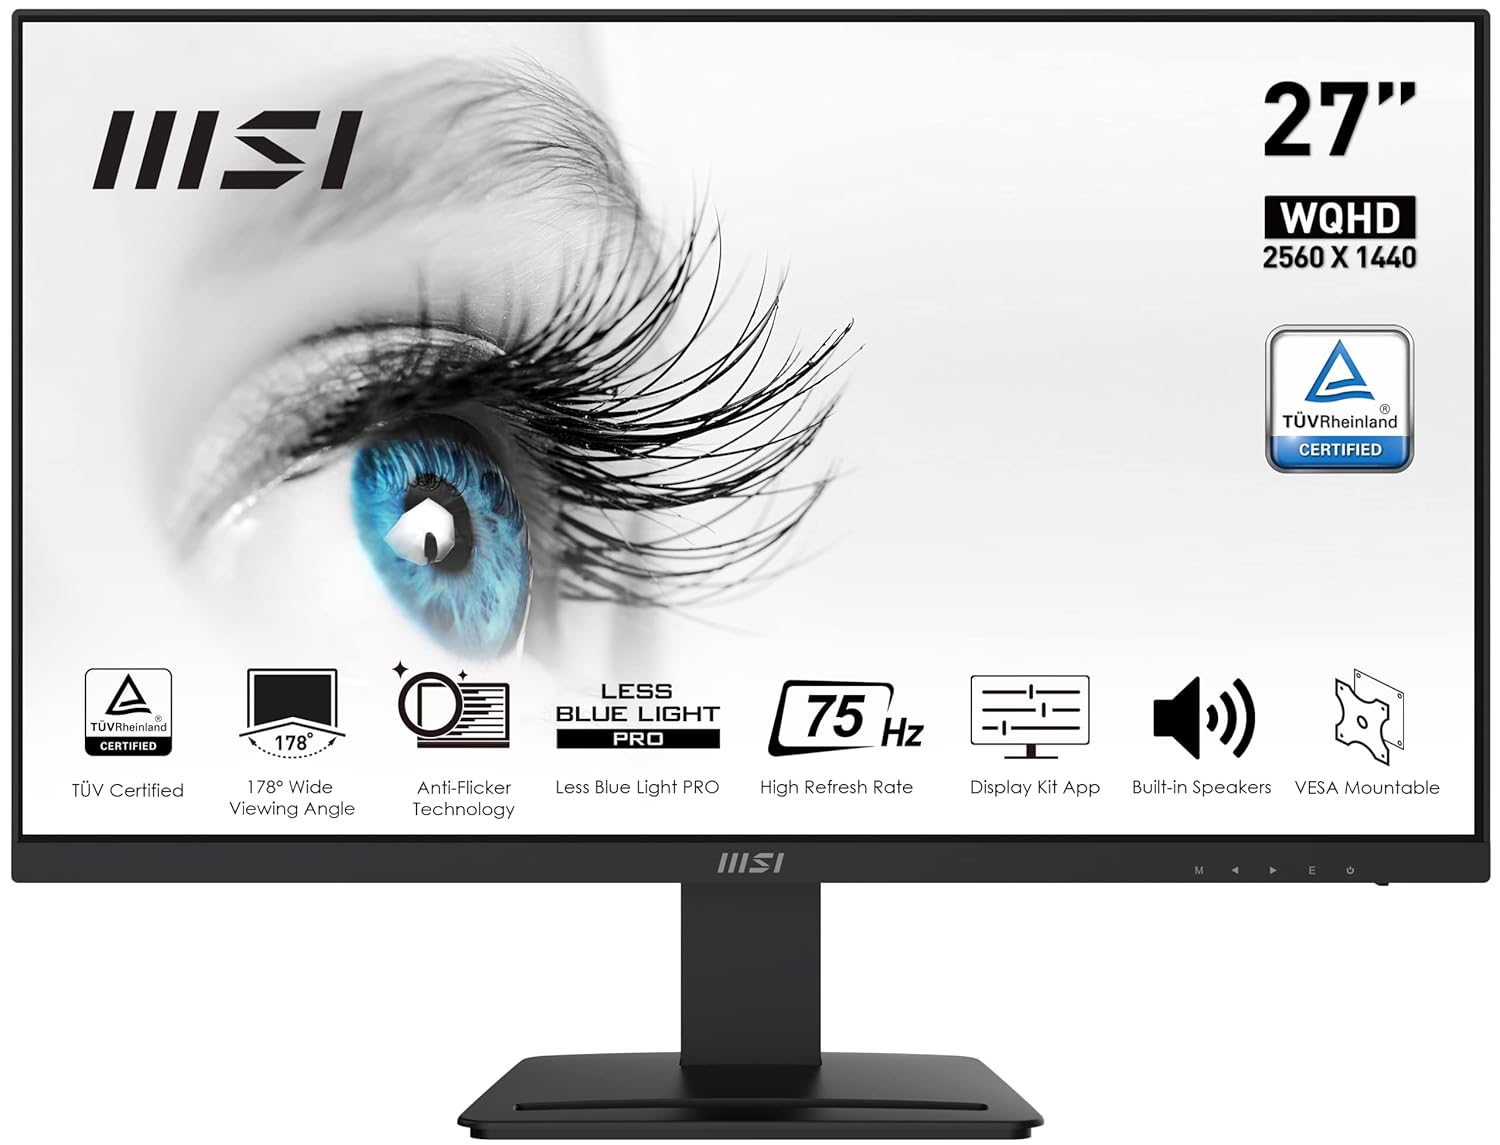 msi
27”
WQHD
2560 X 1440
TÜVRheinland®
CERTIFIED
TÜVRheinland®
CERTIFIED
TÜV Certified
178°
178° Wide
Viewing Angle
Anti-Flicker
Technology
LESS
BLUE LIGHT
PRO
Less Blue Light PRO
75 Hz
High Refresh Rate
Display Kit App
Built-in Speakers
VESA Mountable
msi
M ◀ ▶ E ⏻